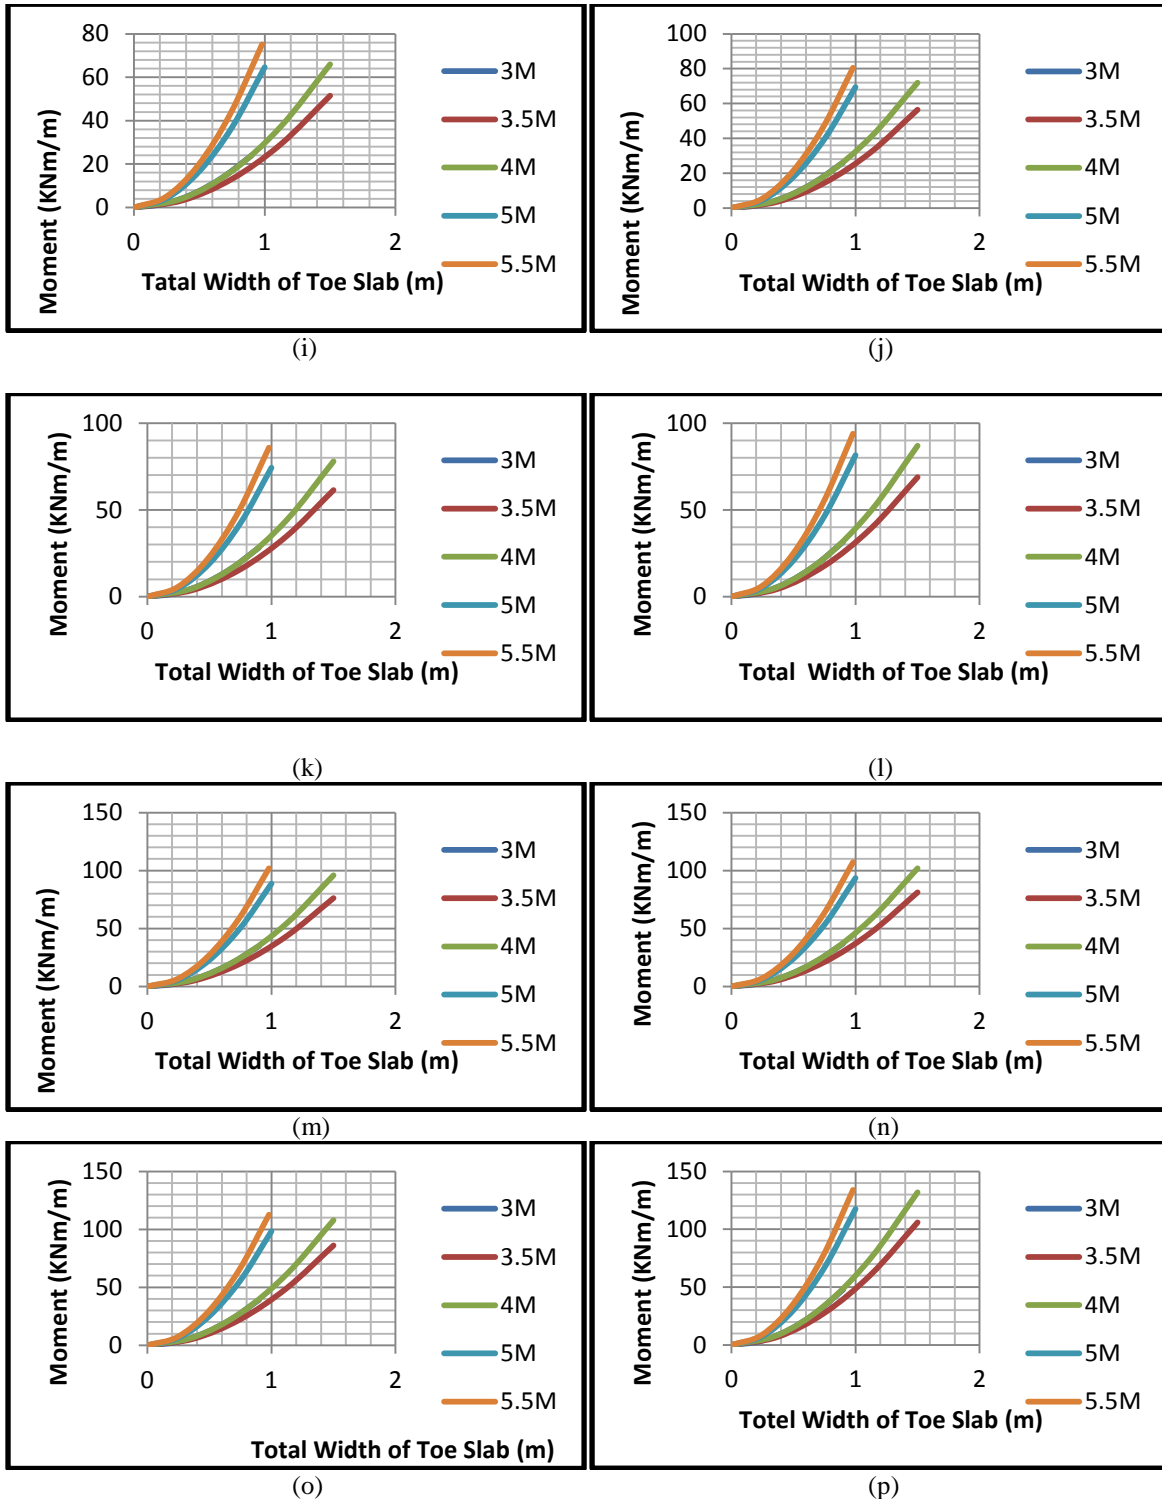 80
60
40
20
0
0 1 2
Moment (KNm/m)
Tatal Width of Toe Slab (m)
3M
3.5M
4M
5M
5.5M
(i)
100
80
60
40
20
0
0 1 2
Moment (KNm/m)
Total Width of Toe Slab (m)
3M
3.5M
4M
5M
5.5M
(j)
100
50
0
0 1 2
Moment (KNm/m)
Total Width of Toe Slab (m)
3M
3.5M
4M
5M
5.5M
(k)
100
50
0
0 1 2
Moment (KNm/m)
Total Width of Toe Slab (m)
3M
3.5M
4M
5M
5.5M
(l)
150
100
50
0
0 1 2
Moment (KNm/m)
Total Width of Toe Slab (m)
3M
3.5M
4M
5M
5.5M
(m)
150
100
50
0
0 1 2
Moment (KNm/m)
Total Width of Toe Slab (m)
3M
3.5M
4M
5M
5.5M
(n)
150
100
50
0
0 1 2
Moment (KNm/m)
Total Width of Toe Slab (m)
3M
3.5M
4M
5M
5.5M
(o)
150
100
50
0
0 1 2
Moment (KNm/m)
Totel Width of Toe Slab (m)
3M
3.5M
4M
5M
5.5M
(p)